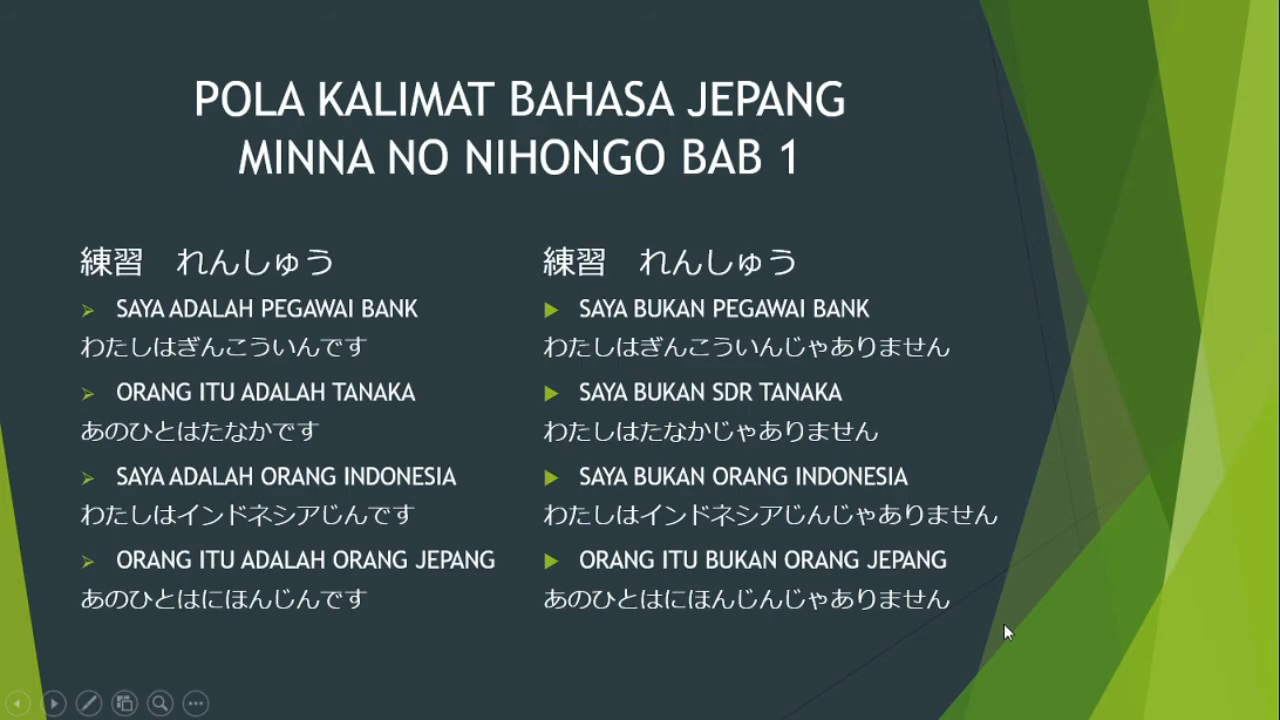 POLA KALIMAT BAHASA JEPANG
MINNA NO NIHONGO BAB 1
練習　れんしゅう
SAYA ADALAH PEGAWAI BANK
わたしはぎんこういんです
ORANG ITU ADALAH TANAKA
あのひとはたなかです
SAYA ADALAH ORANG INDONESIA
わたしはインドネシアじんです
ORANG ITU ADALAH ORANG JEPANG
あのひとはにほんじんです
練習　れんしゅう
SAYA BUKAN PEGAWAI BANK
わたしはぎんこういんじゃありません
SAYA BUKAN SDR TANAKA
わたしはたなかじゃありません
SAYA BUKAN ORANG INDONESIA
わたしはインドネシアじんじゃありません
ORANG ITU BUKAN ORANG JEPANG
あのひとはにほんじんじゃありません